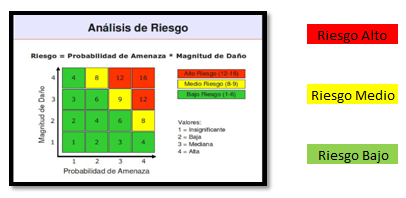 Análisis de Riesgo
Riesgo = Probabilidad de Amenaza * Magnitud de Daño
Magnitud de Daño
4 4 8 12 16
3 3 6 9 12
2 2 4 6 8
1 1 2 3 4
1 2 3 4
Probabilidad de Amenaza
Alto Riesgo (12-16)
Medio Riesgo (8-9)
Bajo Riesgo (1-6)
Valores:
1 = Insignificante
2 = Baja
3 = Mediana
4 = Alta
Riesgo Alto
Riesgo Medio
Riesgo Bajo